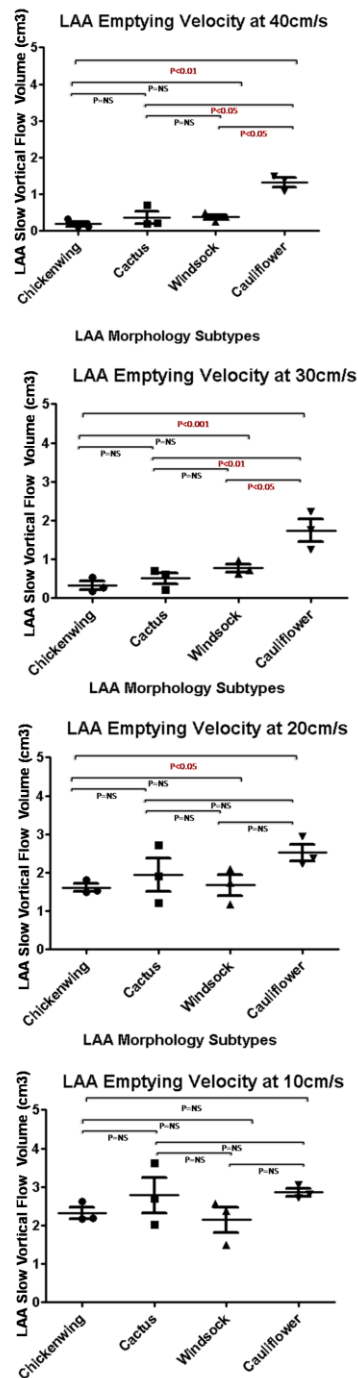 LAA Emptying Velocity at 40cm/s
LAA Slow Vortical Flow Volume (cm3)
5
4
3
2
1
0
P<0.01
P=NS
P=NS
P<0.05
P=NS
P<0.05
Chickenwing
Cactus
Windsock
Cauliflower
LAA Morphology Subtypes
LAA Emptying Velocity at 30cm/s
LAA Slow Vortical Flow Volume (cm3)
5
4
3
2
1
0
P<0.001
P=NS
P=NS
P<0.01
P=NS
P<0.05
Chickenwing
Cactus
Windsock
Cauliflower
LAA Morphology Subtypes
LAA Emptying Velocity at 20cm/s
LAA Slow Vortical Flow Volume (cm3)
5
4
3
2
1
0
P<0.05
P=NS
P=NS
P=NS
P=NS
P=NS
Chickenwing
Cactus
Windsock
Cauliflower
LAA Morphology Subtypes
LAA Emptying Velocity at 10cm/s
LAA Slow Vortical Flow Volume (cm3)
5
4
3
2
1
0
P=NS
P=NS
P=NS
P=NS
P=NS
P=NS
Chickenwing
Cactus
Windsock
Cauliflower